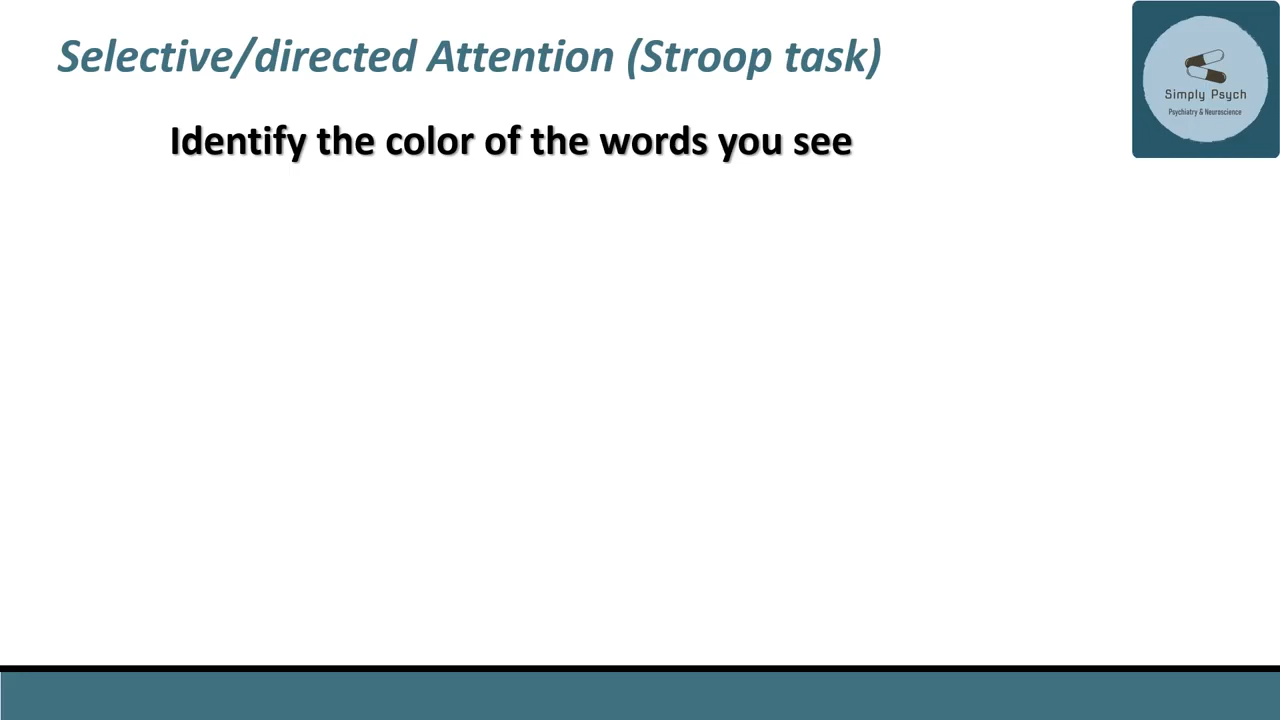 Selective/directed Attention (Stroop task)
Identify the color of the words you see
Simply Psych
Psychiatry & Neuroscience